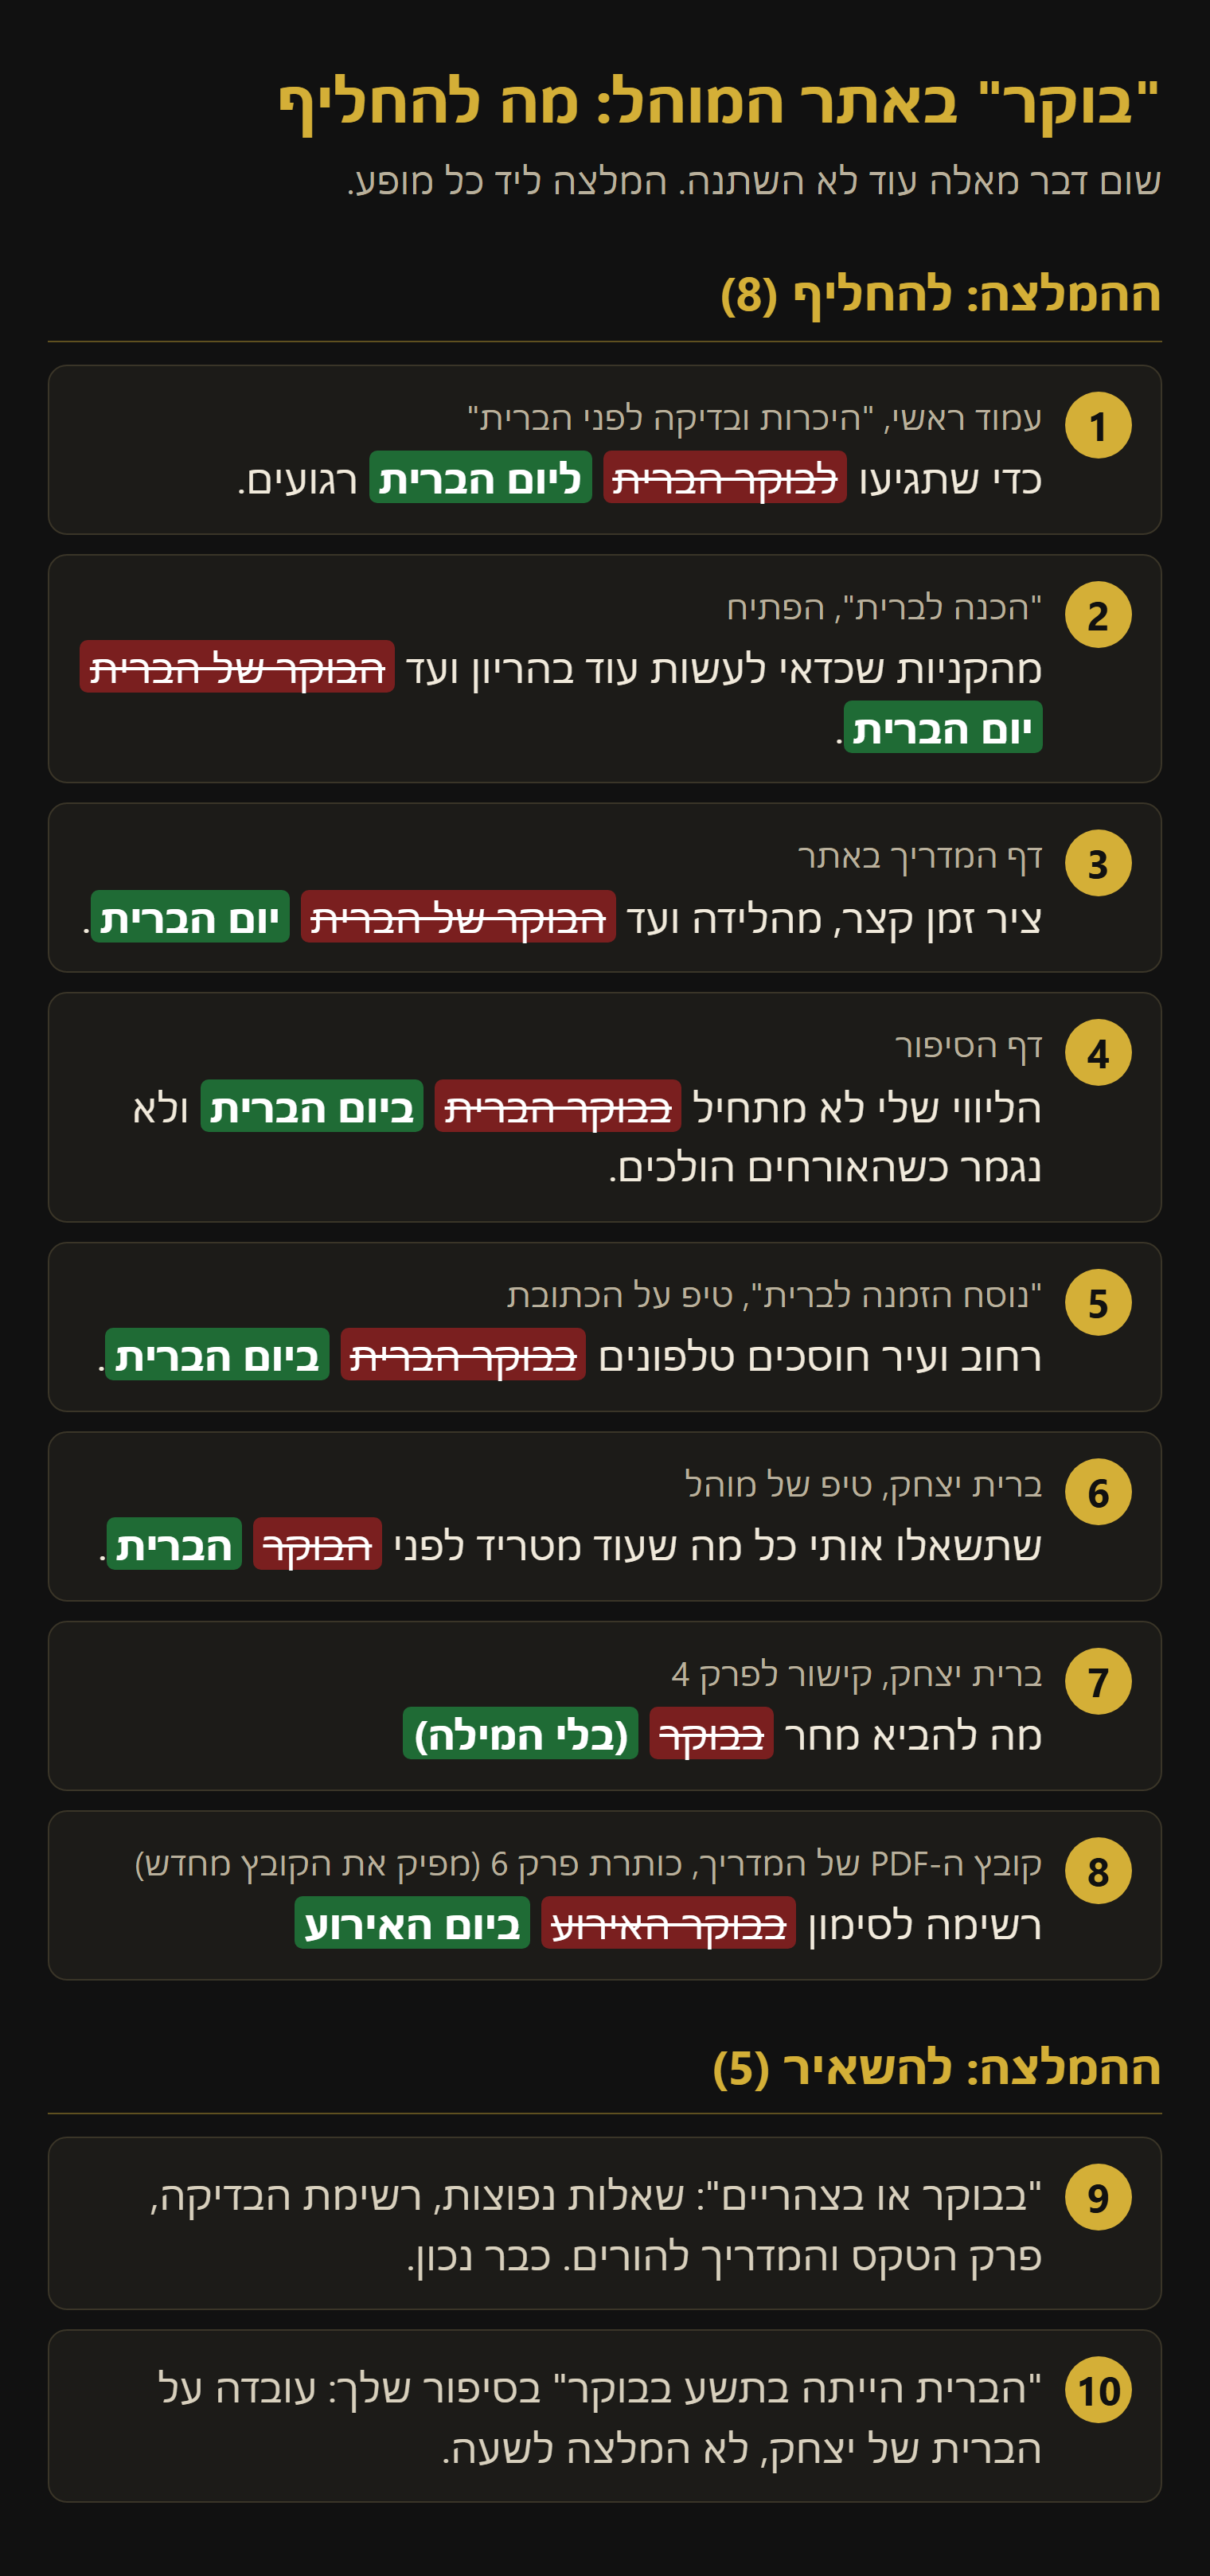 "בוקר" באתר המוהל: מה להחליף
שום דבר מאלה עוד לא השתנה. המלצה ליד כל מופע.
ההמלצה: להחליף (8)
1
עמוד ראשי, "היכרות ובדיקה לפני הברית"
כדי שתגיעו לבוקר הברית ליום הברית רגועים.
2
"הכנה לברית", הפתיח
מהקניות שכדאי לעשות עוד בהריון ועד הבוקר של הברית
יום הברית.
3
דף המדריך באתר
ציר זמן קצר, מהלידה ועד הבוקר של הברית יום הברית.
4
דף הסיפור
הליווי שלי לא מתחיל בבוקר הברית ביום הברית ולא
נגמר כשהאורחים הולכים.
5
"נוסח הזמנה לברית", טיפ על הכתובת
רחוב ועיר חוסכים טלפונים בבוקר הברית ביום הברית.
6
ברית יצחק, טיפ של מוהל
שתשאלו אותי כל מה שעוד מטריד לפני הבוקר הברית.
7
ברית יצחק, קישור לפרק 4
מה להביא מחר בבוקר (בלי המילה)
8
קובץ ה-PDF של המדריך, כותרת פרק 6 (מפיק את הקובץ מחדש)
רשימה לסימון בבוקר האירוע ביום האירוע
ההמלצה: להשאיר (5)
9
"בבוקר או בצהריים": שאלות נפוצות, רשימת הבדיקה,
פרק הטקס והמדריך להורים. כבר נכון.
10
"הברית הייתה בתשע בבוקר" בסיפור שלך: עובדה על
הברית של יצחק, לא המלצה לשעה.